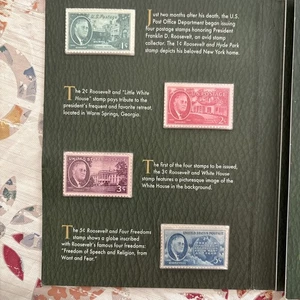 U.S. Postage
1¢
Just two months after his death, the U.S.
Post Office Department began issuing
four postage stamps honoring President
Franklin D. Roosevelt, an avid stamp
collector. The 1¢ Roosevelt and Hyde Park
stamp depicts his beloved New York home.
The 2¢ Roosevelt and "Little White
House" stamp pays tribute to the
president's frequent and favorite retreat,
located in Warm Springs, Georgia.
3¢
The first of the four stamps to be issued,
the 3¢ Roosevelt and White House
stamp features a picturesque image of the
White House in the background.
The 5¢ Roosevelt and Four Freedoms
stamp shows a globe inscribed
with Roosevelt's famous four freedoms:
"Freedom of Speech and Religion, from
Want and Fear."